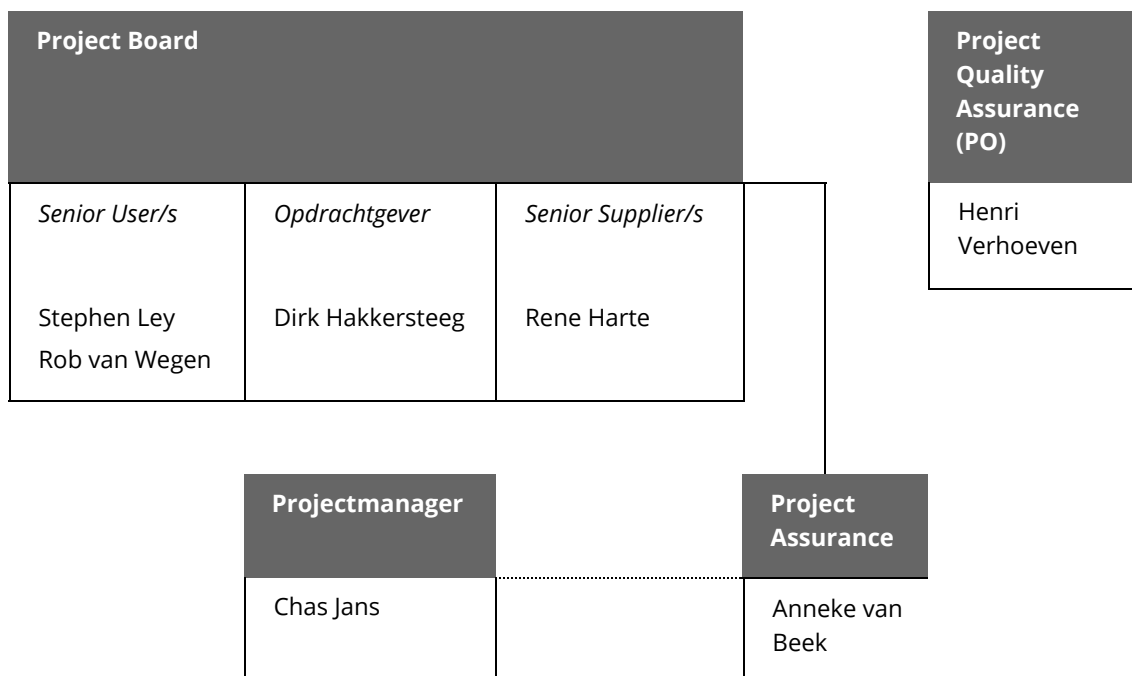 Project Board
Project
Quality
Assurance
(PO)
Senior User/s
Opdrachtgever
Senior Supplier/s
Henri
Verhoeven
Stephen Ley
Rob van Wegen
Dirk Hakkersteeg
Rene Harte
Projectmanager
Project
Assurance
Chas Jans
Anneke van
Beek